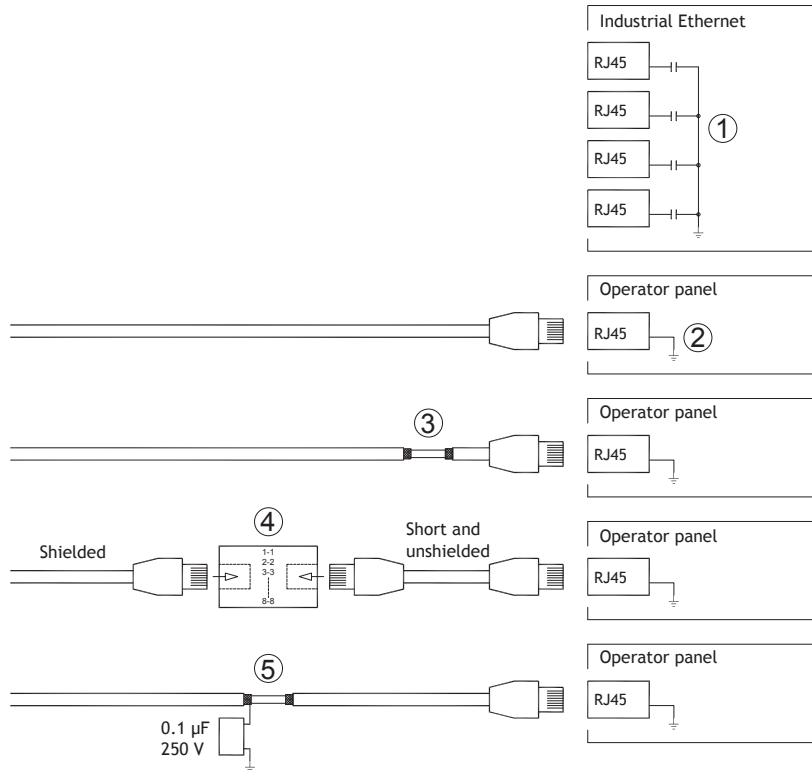 Industrial Ethernet
RJ45
RJ45
1
RJ45
RJ45
Operator panel
RJ45
2
Operator panel
3
RJ45
Operator panel
4
Short and
unshielded
Shielded
1-1
2-2
3-3
8-8
RJ45
Operator panel
5
RJ45
0.1 µF
250 V